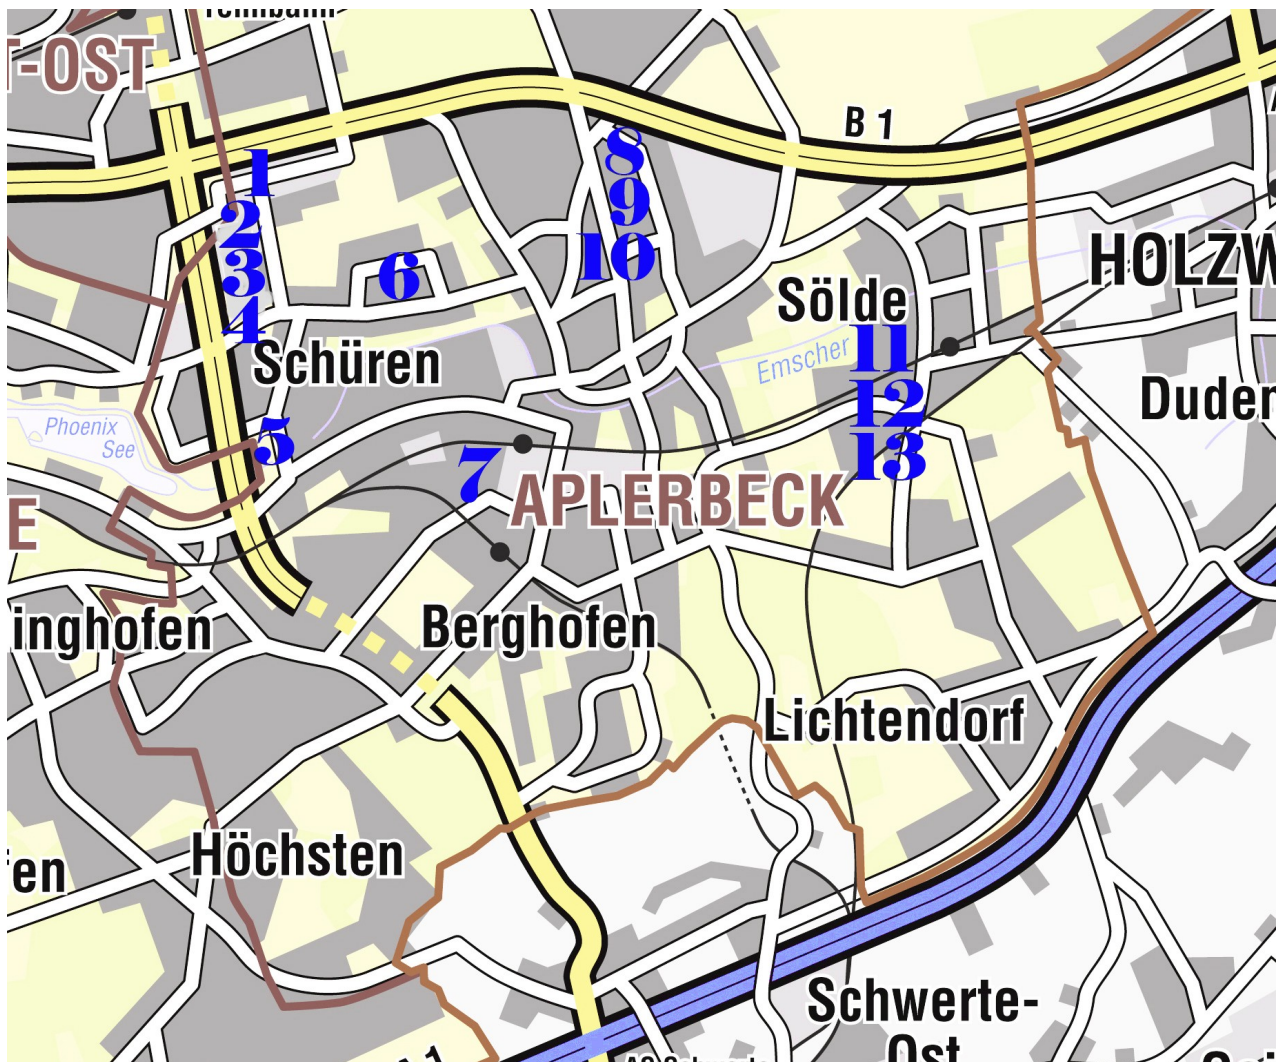 T-OST
B 1
1
2
3
4
6
8
9
10
HOLZW
Sölde
Schüren
Emscher
11
12
13
Duden
Phoenix
See
5
7
APLERBECK
E
inghofen
Berghofen
Lichtendorf
Höchsten
en
Schwerte-
Ost